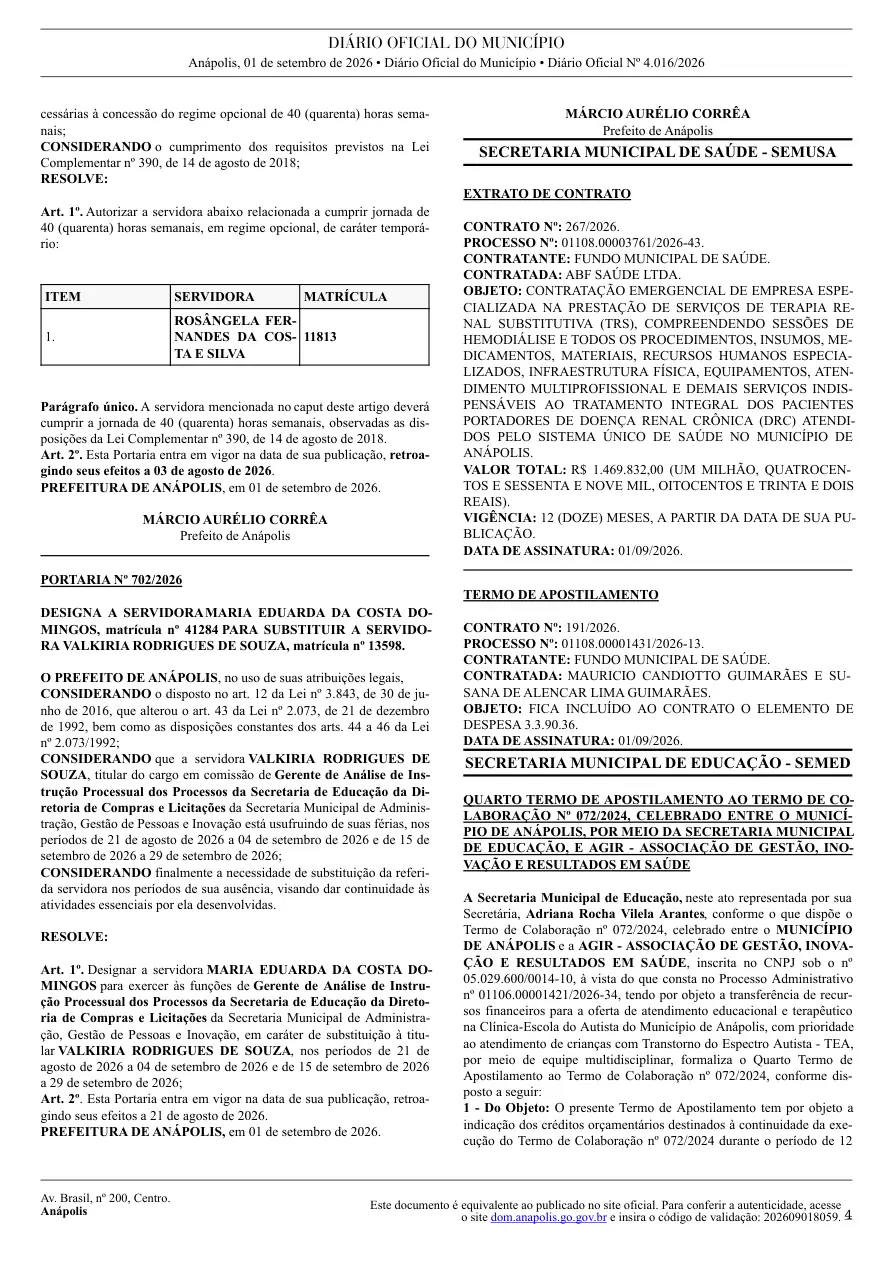 DIÁRIO OFICIAL DO MUNICÍPIO
Anápolis, 01 de setembro de 2026 • Diário Oficial do Município • Diário Oficial Nº 4.016/2026
cessárias à concessão do regime opcional de 40 (quarenta) horas sema-
nais;
CONSIDERANDO o cumprimento dos requisitos previstos na Lei
Complementar nº 390, de 14 de agosto de 2018;
RESOLVE:
Art. 1º. Autorizar a servidora abaixo relacionada a cumprir jornada de
40 (quarenta) horas semanais, em regime opcional, de caráter temporá-
rio:
ITEM SERVIDORA MATRÍCULA
1. ROSÂNGELA FER-
NANDES DA COS-
TA E SILVA 11813
Parágrafo único. A servidora mencionada no caput deste artigo deverá
cumprir a jornada de 40 (quarenta) horas semanais, observadas as dis-
posições da Lei Complementar nº 390, de 14 de agosto de 2018.
Art. 2º. Esta Portaria entra em vigor na data de sua publicação, retroa-
gindo seus efeitos a 03 de agosto de 2026.
PREFEITURA DE ANÁPOLIS, em 01 de setembro de 2026.
MÁRCIO AURÉLIO CORRÊA
Prefeito de Anápolis
PORTARIA Nº 702/2026
DESIGNA A SERVIDORA MARIA EDUARDA DA COSTA DO-
MINGOS, matrícula nº 41284 PARA SUBSTITUIR A SERVIDO-
RA VALKIRIA RODRIGUES DE SOUZA, matrícula nº 13598.
O PREFEITO DE ANÁPOLIS, no uso de suas atribuições legais,
CONSIDERANDO o disposto no art. 12 da Lei nº 3.843, de 30 de ju-
nho de 2016, que alterou o art. 43 da Lei nº 2.073, de 21 de dezembro
de 1992, bem como as disposições constantes dos arts. 44 a 46 da Lei
nº 2.073/1992;
CONSIDERANDO que a servidora VALKIRIA RODRIGUES DE
SOUZA, titular do cargo em comissão de Gerente de Análise de Ins-
trução Processual dos Processos da Secretaria de Educação da Di-
retoria de Compras e Licitações da Secretaria Municipal de Adminis-
tração, Gestão de Pessoas e Inovação está usufruindo de suas férias, nos
períodos de 21 de agosto de 2026 a 04 de setembro de 2026 e de 15 de
setembro de 2026 a 29 de setembro de 2026;
CONSIDERANDO finalmente a necessidade de substituição da referi-
da servidora nos períodos de sua ausência, visando dar continuidade às
atividades essenciais por ela desenvolvidas.
RESOLVE:
Art. 1º. Designar a servidora MARIA EDUARDA DA COSTA DO-
MINGOS para exercer às funções de Gerente de Análise de Instru-
ção Processual dos Processos da Secretaria de Educação da Direto-
ria de Compras e Licitações da Secretaria Municipal de Administra-
ção, Gestão de Pessoas e Inovação, em caráter de substituição à titu-
lar VALKIRIA RODRIGUES DE SOUZA, nos períodos de 21 de
agosto de 2026 a 04 de setembro de 2026 e de 15 de setembro de 2026
a 29 de setembro de 2026;
Art. 2º. Esta Portaria entra em vigor na data de sua publicação, retroa-
gindo seus efeitos a 21 de agosto de 2026.
PREFEITURA DE ANÁPOLIS, em 01 de setembro de 2026.
MÁRCIO AURÉLIO CORRÊA
Prefeito de Anápolis
SECRETARIA MUNICIPAL DE SAÚDE - SEMUSA
EXTRATO DE CONTRATO
CONTRATO Nº: 267/2026.
PROCESSO Nº: 01108.00003761/2026-43.
CONTRATANTE: FUNDO MUNICIPAL DE SAÚDE.
CONTRATADA: ABF SAÚDE LTDA.
OBJETO: CONTRATAÇÃO EMERGENCIAL DE EMPRESA ESPE-
CIALIZADA NA PRESTAÇÃO DE SERVIÇOS DE TERAPIA RE-
NAL SUBSTITUTIVA (TRS), COMPREENDENDO SESSÕES DE
HEMODIÁLISE E TODOS OS PROCEDIMENTOS, INSUMOS, ME-
DICAMENTOS, MATERIAIS, RECURSOS HUMANOS ESPECIA-
LIZADOS, INFRAESTRUTURA FÍSICA, EQUIPAMENTOS, ATEN-
DIMENTO MULTIPROFISSIONAL E DEMAIS SERVIÇOS INDIS-
PENSÁVEIS AO TRATAMENTO INTEGRAL DOS PACIENTES
PORTADORES DE DOENÇA RENAL CRÔNICA (DRC) ATENDI-
DOS PELO SISTEMA ÚNICO DE SAÚDE NO MUNICÍPIO DE
ANÁPOLIS.
VALOR TOTAL: R$ 1.469.832,00 (UM MILHÃO, QUATROCEN-
TOS E SESSENTA E NOVE MIL, OITOCENTOS E TRINTA E DOIS
REAIS).
VIGÊNCIA: 12 (DOZE) MESES, A PARTIR DA DATA DE SUA PU-
BLICAÇÃO.
DATA DE ASSINATURA: 01/09/2026.
TERMO DE APOSTILAMENTO
CONTRATO Nº: 191/2026.
PROCESSO Nº: 01108.00001431/2026-13.
CONTRATANTE: FUNDO MUNICIPAL DE SAÚDE.
CONTRATADA: MAURICIO CANDIOTTO GUIMARÃES E SU-
SANA DE ALENCAR LIMA GUIMARÃES.
OBJETO: FICA INCLUÍDO AO CONTRATO O ELEMENTO DE
DESPESA 3.3.90.36.
DATA DE ASSINATURA: 01/09/2026.
SECRETARIA MUNICIPAL DE EDUCAÇÃO - SEMED
QUARTO TERMO DE APOSTILAMENTO AO TERMO DE CO-
LABORAÇÃO Nº 072/2024, CELEBRADO ENTRE O MUNICÍ-
PIO DE ANÁPOLIS, POR MEIO DA SECRETARIA MUNICIPAL
DE EDUCAÇÃO, E AGIR - ASSOCIAÇÃO DE GESTÃO, INO-
VAÇÃO E RESULTADOS EM SAÚDE
A Secretaria Municipal de Educação, neste ato representada por sua
Secretária, Adriana Rocha Vilela Arantes, conforme o que dispõe o
Termo de Colaboração nº 072/2024, celebrado entre o MUNICÍPIO
DE ANÁPOLIS e a AGIR - ASSOCIAÇÃO DE GESTÃO, INOVA-
ÇÃO E RESULTADOS EM SAÚDE, inscrita no CNPJ sob o nº
05.029.600/0014-10, à vista do que consta no Processo Administrativo
nº 01106.00001421/2026-34, tendo por objeto a transferência de recur-
sos financeiros para a oferta de atendimento educacional e terapêutico
na Clínica-Escola do Autista do Município de Anápolis, com prioridade
ao atendimento de crianças com Transtorno do Espectro Autista - TEA,
por meio de equipe multidisciplinar, formaliza o Quarto Termo de
Apostilamento ao Termo de Colaboração nº 072/2024, conforme dis-
posto a seguir:
1 - Do Objeto: O presente Termo de Apostilamento tem por objeto a
indicação dos créditos orçamentários destinados à continuidade da exe-
cução do Termo de Colaboração nº 072/2024 durante o período de 12
Av. Brasil, nº 200, Centro.
Anápolis
Este documento é equivalente ao publicado no site oficial. Para conferir a autenticidade, acesse
o site dom.anapolis.go.gov.br e insira o código de validação: 202609018059. 4